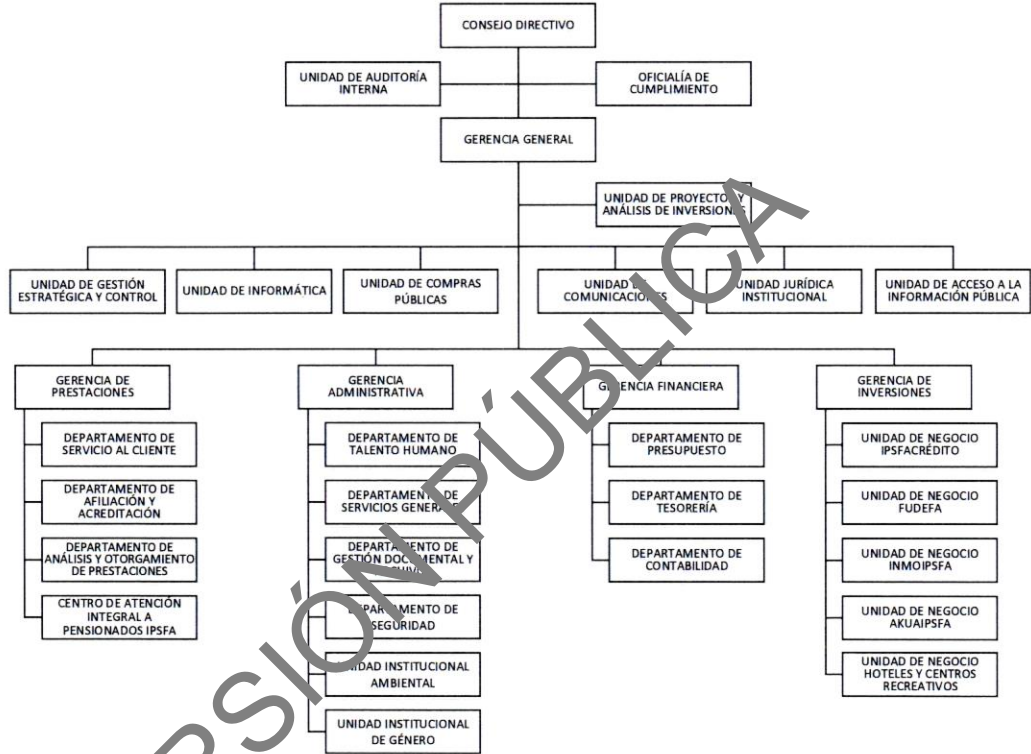 CONSEJO DIRECTIVO
UNIDAD DE AUDITORÍA
INTERNA
OFICIALÍA DE
CUMPLIMIENTO
GERENCIA GENERAL
UNIDAD DE PROYECTOS Y
ANÁLISIS DE INVERSIONES
UNIDAD DE GESTIÓN
ESTRATÉGICA Y CONTROL
UNIDAD DE INFORMÁTICA
UNIDAD DE COMPRAS
PÚBLICAS
UNIDAD DE
COMUNICACIONES
UNIDAD JURÍDICA
INSTITUCIONAL
UNIDAD DE ACCESO A LA
INFORMACIÓN PÚBLICA
GERENCIA DE
PRESTACIONES
DEPARTAMENTO DE
SERVICIO AL CLIENTE
DEPARTAMENTO DE
AFILIACIÓN Y
ACREDITACIÓN
DEPARTAMENTO DE
ANÁLISIS Y OTORGAMIENTO
DE PRESTACIONES
CENTRO DE ATENCIÓN
INTEGRAL A
PENSIONADOS IPSFA
GERENCIA
ADMINISTRATIVA
DEPARTAMENTO DE
TALENTO HUMANO
DEPARTAMENTO DE
SERVICIOS GENERALES
DEPARTAMENTO DE
GESTIÓN DOCUMENTAL Y
DEPARTAMENTO DE
SEGURIDAD
UNIDAD INSTITUCIONAL
AMBIENTAL
UNIDAD INSTITUCIONAL
DE GÉNERO
GERENCIA FINANCIERA
DEPARTAMENTO DE
PRESUPUESTO
DEPARTAMENTO DE
TESORERÍA
DEPARTAMENTO DE
CONTABILIDAD
GERENCIA DE
INVERSIONES
UNIDAD DE NEGOCIO
IPSFACRÉDITO
UNIDAD DE NEGOCIO
FUDEFA
UNIDAD DE NEGOCIO
INMOIPSFA
UNIDAD DE NEGOCIO
AKUAIPSFA
UNIDAD DE NEGOCIO
HOTELES Y CENTROS
RECREATIVOS
VERSIÓN PÚBLICA